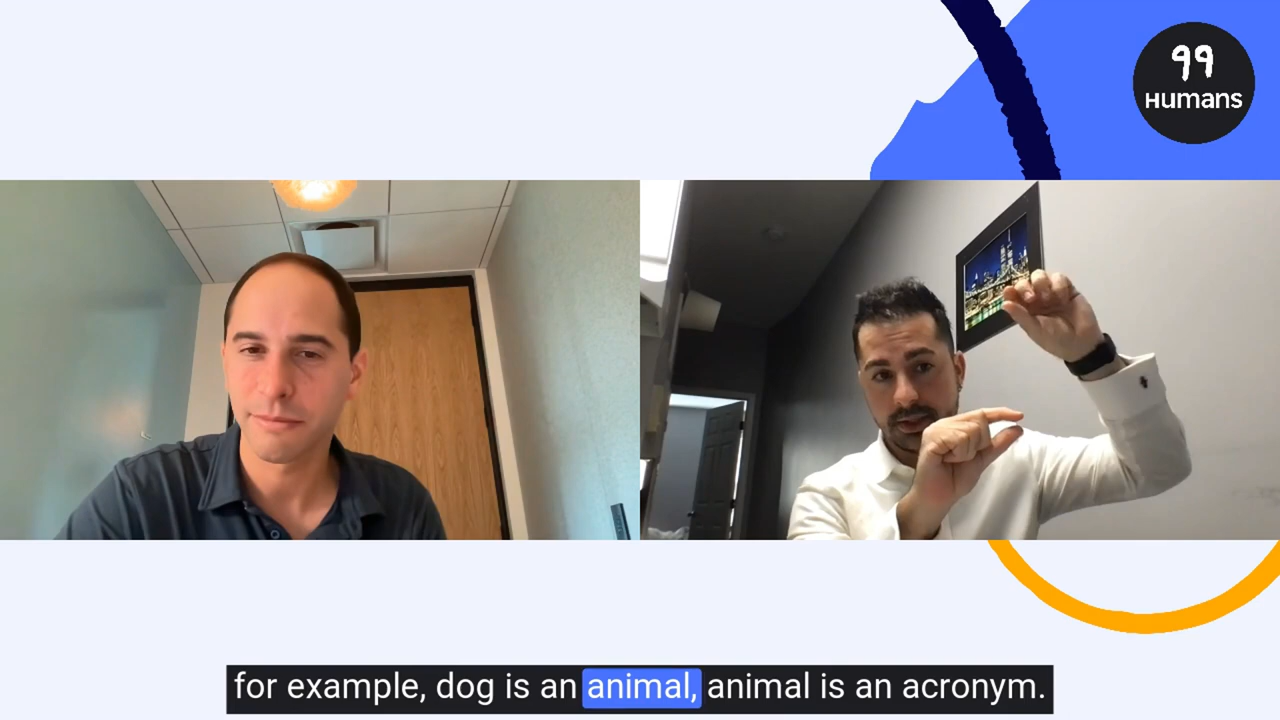 99
Humans
for example, dog is an animal, animal is an acronym.